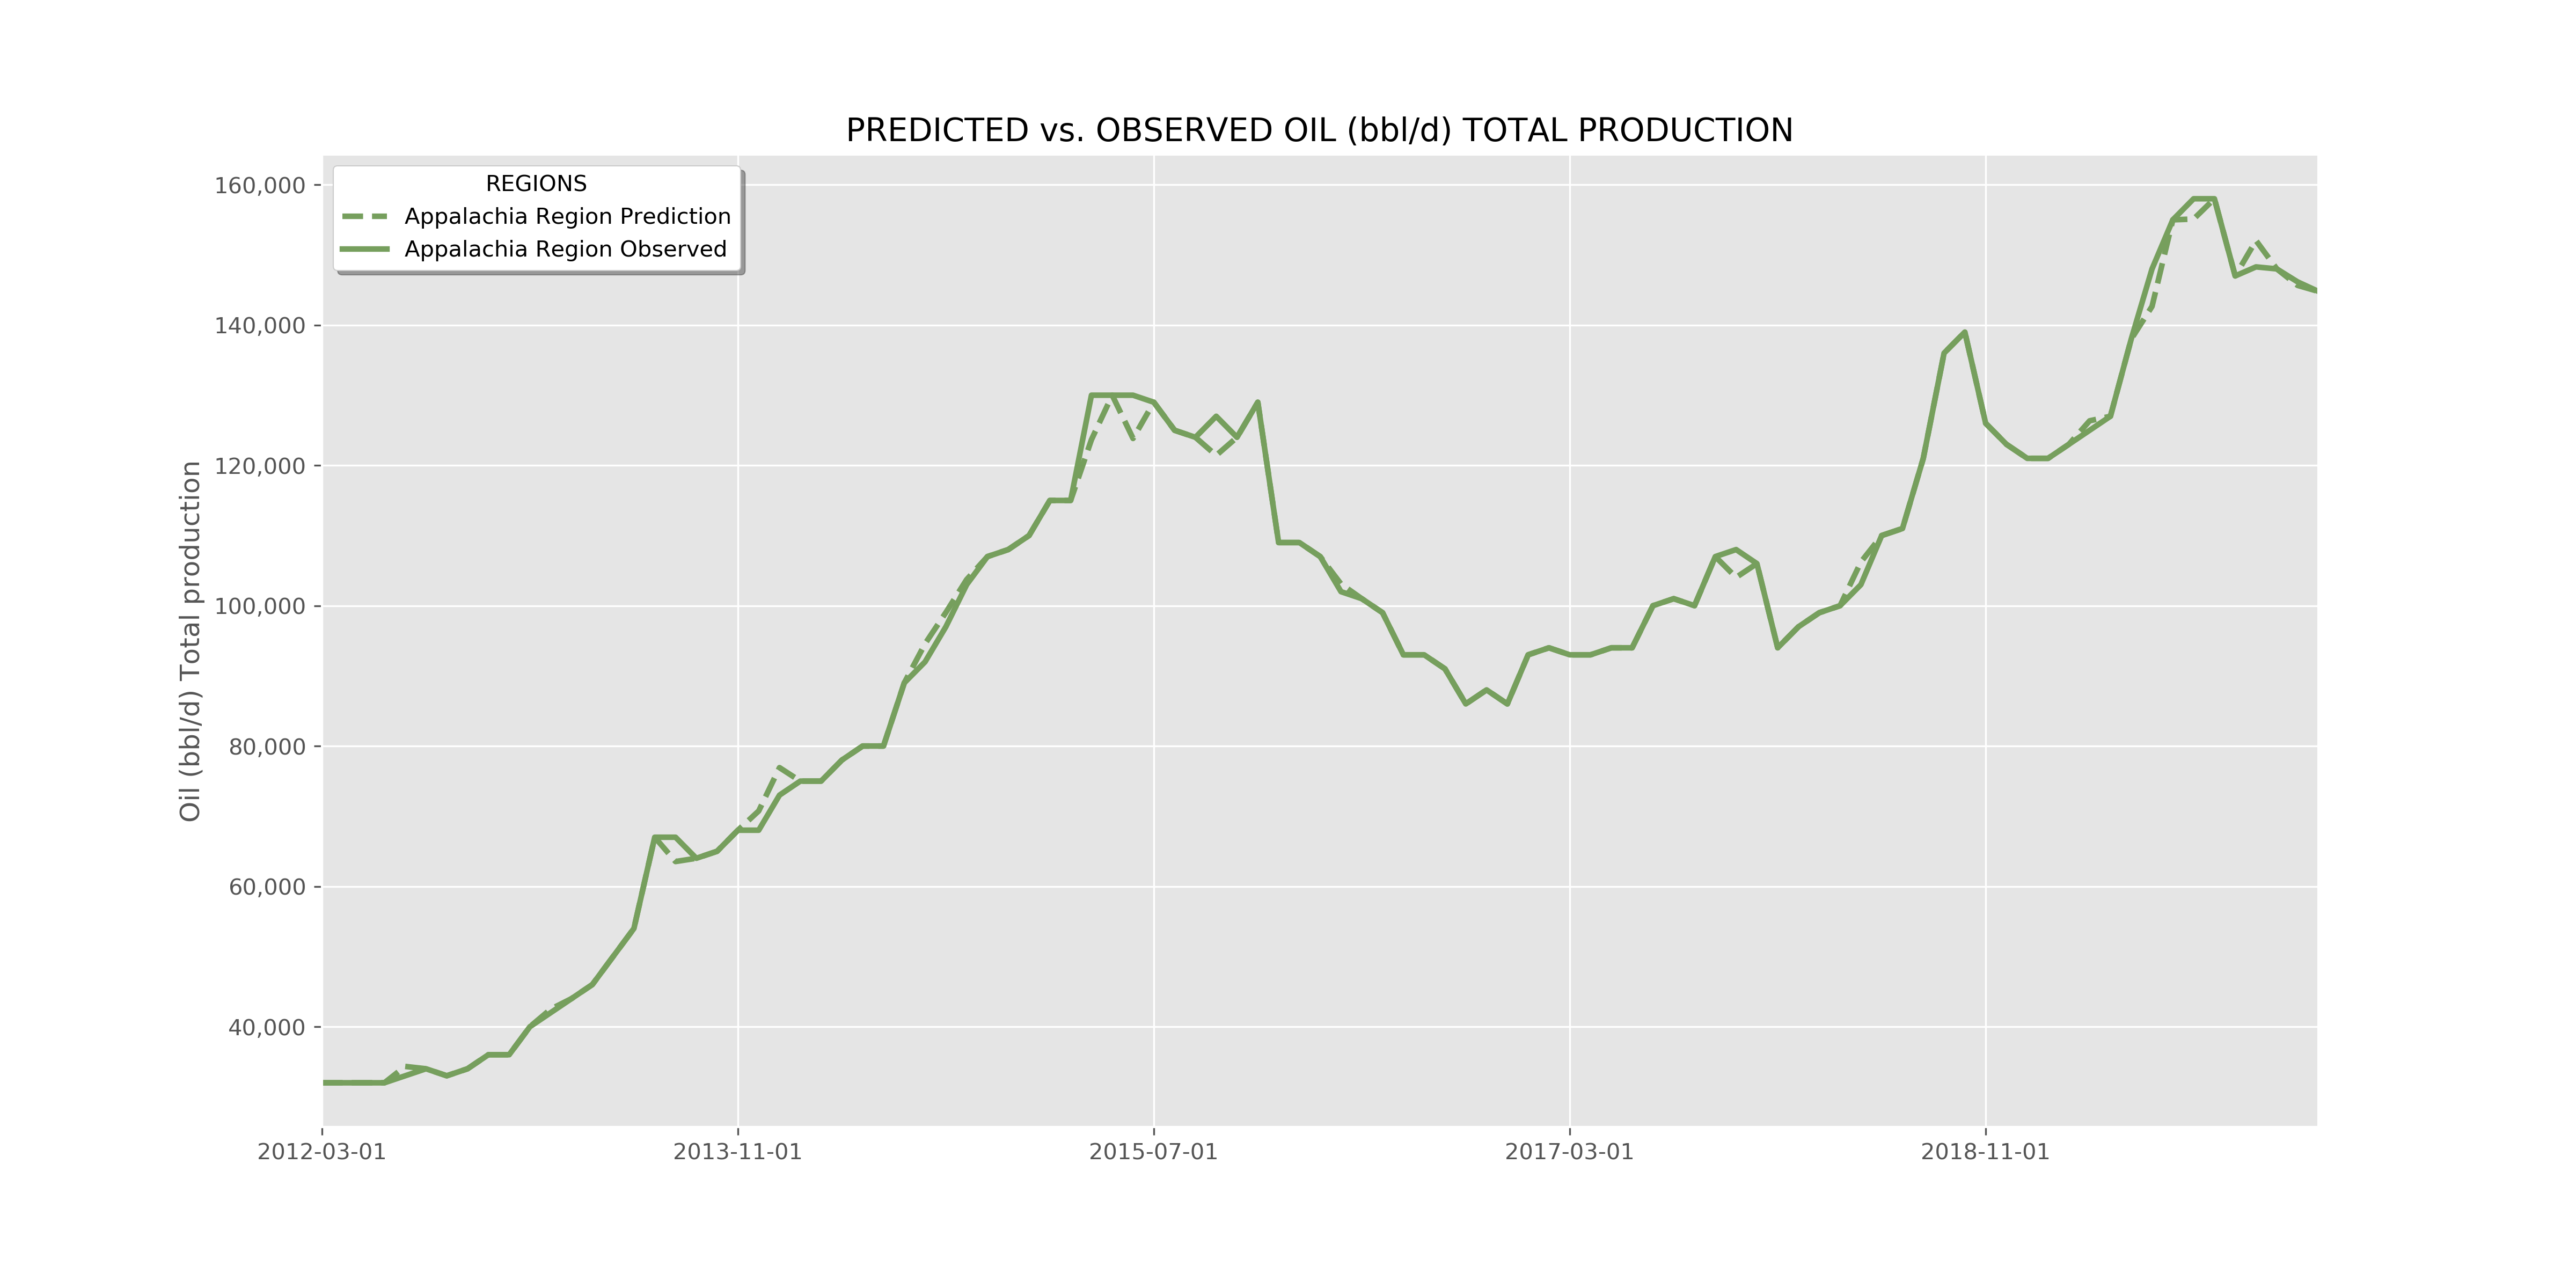 PREDICTED vs. OBSERVED OIL (bbl/d) TOTAL PRODUCTION
REGIONS
Appalachia Region Prediction
Appalachia Region Observed
Oil (bbl/d) Total production
160,000
140,000
120,000
100,000
80,000
60,000
40,000
2012-03-01 2013-11-01 2015-07-01 2017-03-01 2018-11-01